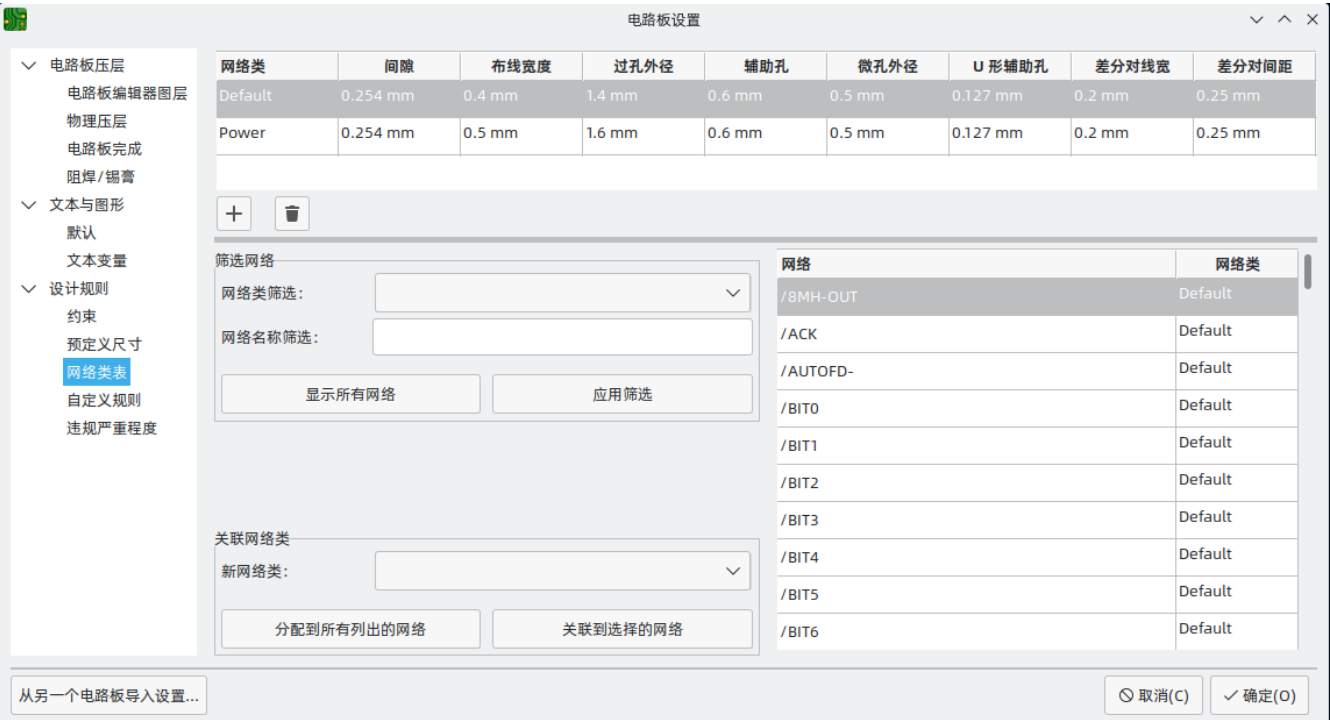 电路板设置
电路板压层
电路板编辑器图层
物理压层
电路板完成
阻焊/锡膏
文本与图形
默认
文本变量
设计规则
约束
预定义尺寸
网络类表
自定义规则
违规严重程度
网络类 间隙 布线宽度 过孔外径 辅助孔 微孔外径 U 形辅助孔 差分对线宽 差分对间距
Default 0.254 mm 0.4 mm 1.4 mm 0.6 mm 0.5 mm 0.127 mm 0.2 mm 0.25 mm
Power 0.254 mm 0.5 mm 1.6 mm 0.6 mm 0.5 mm 0.127 mm 0.2 mm 0.25 mm
筛选网络
网络类筛选:
网络名称筛选:
显示所有网络 应用筛选
关联网络类
新网络类:
分配到所有列出的网络 关联到选择的网络
网络 网络类
/8MH-OUT Default
/ACK Default
/AUTOFD- Default
/BIT0 Default
/BIT1 Default
/BIT2 Default
/BIT3 Default
/BIT4 Default
/BIT5 Default
/BIT6 Default
从另一个电路板导入设置... 取消(C) 确定(O)